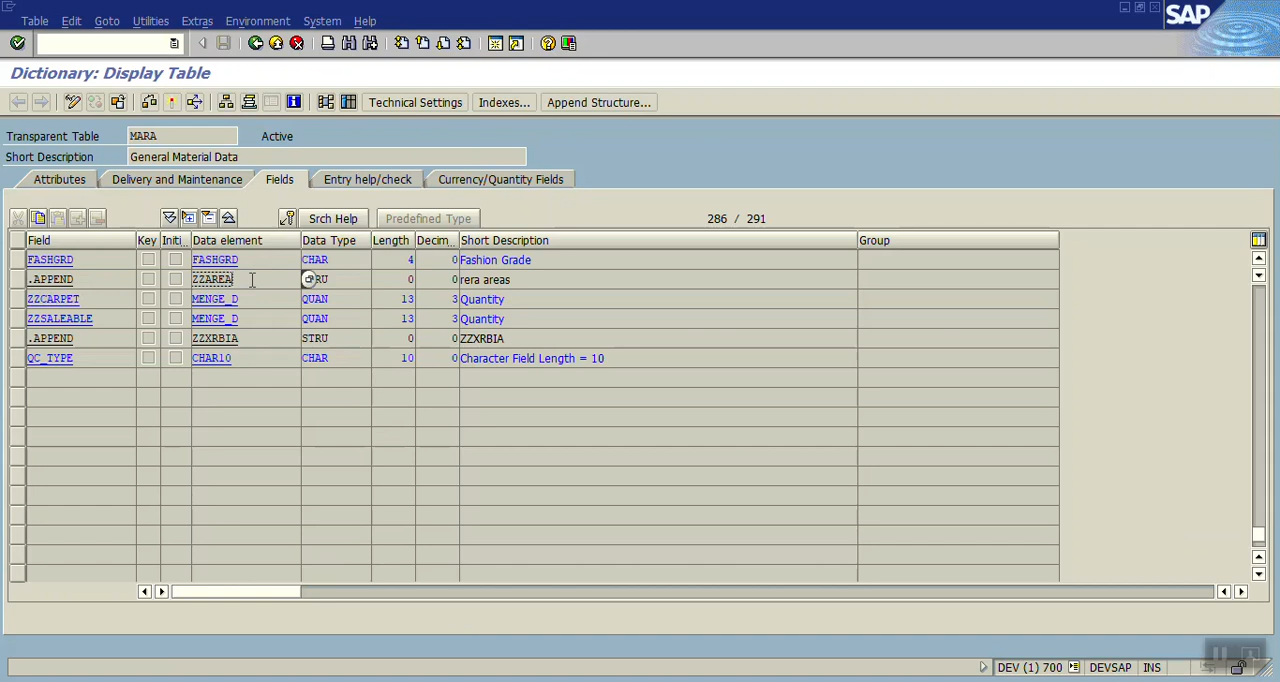 Table Edit Goto Utilities Extras Environment System Help
SAP
Dictionary: Display Table
Technical Settings Indexes... Append Structure...
Transparent Table MARA Active
Short Description General Material Data
Attributes Delivery and Maintenance Fields Entry help/check Currency/Quantity Fields
Srch Help Predefined Type 286 / 291
Field Key Initi... Data element Data Type Length Decim... Short Description Group
FASHGRD FASHGRD CHAR 4 0 Fashion Grade
.APPEND ZZAREA RU 0 0 rera areas
ZZCARPET MENGE_D QUAN 13 3 Quantity
ZZSALEABLE MENGE_D QUAN 13 3 Quantity
.APPEND ZZXRBIA STRU 0 0 ZZXRBIA
QC_TYPE CHAR10 CHAR 10 0 Character Field Length = 10
DEV (1) 700 DEVSAP INS